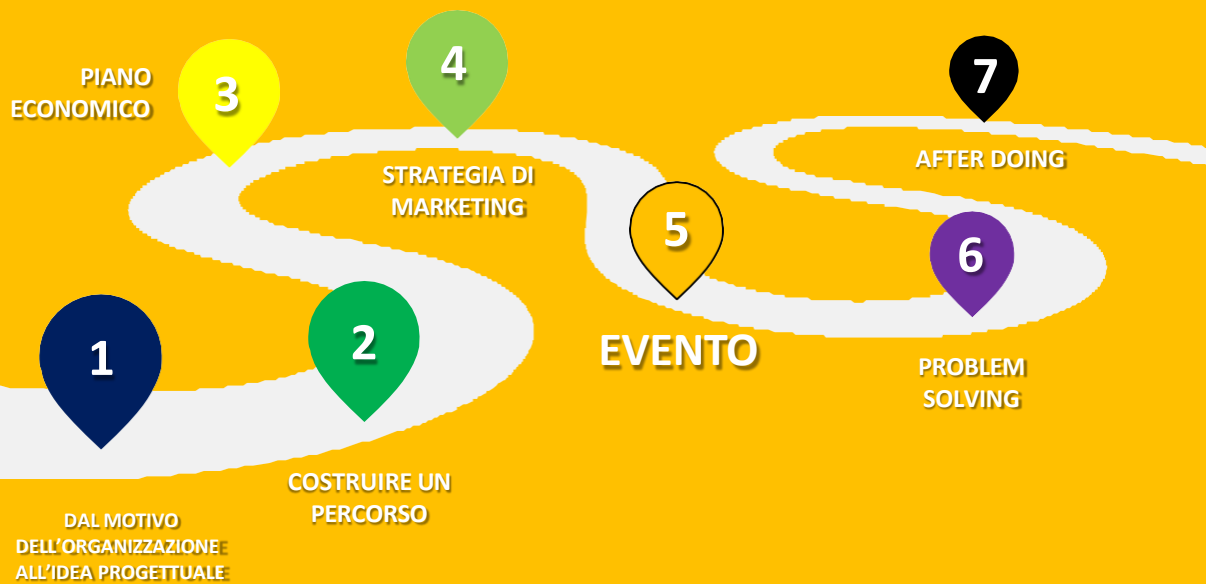 1
DAL MOTIVO
DELL'ORGANIZZAZIONE
ALL'IDEA PROGETTUALE
2
COSTRUIRE UN
PERCORSO
3
PIANO
ECONOMICO
4
STRATEGIA DI
MARKETING
5
EVENTO
6
PROBLEM
SOLVING
7
AFTER DOING